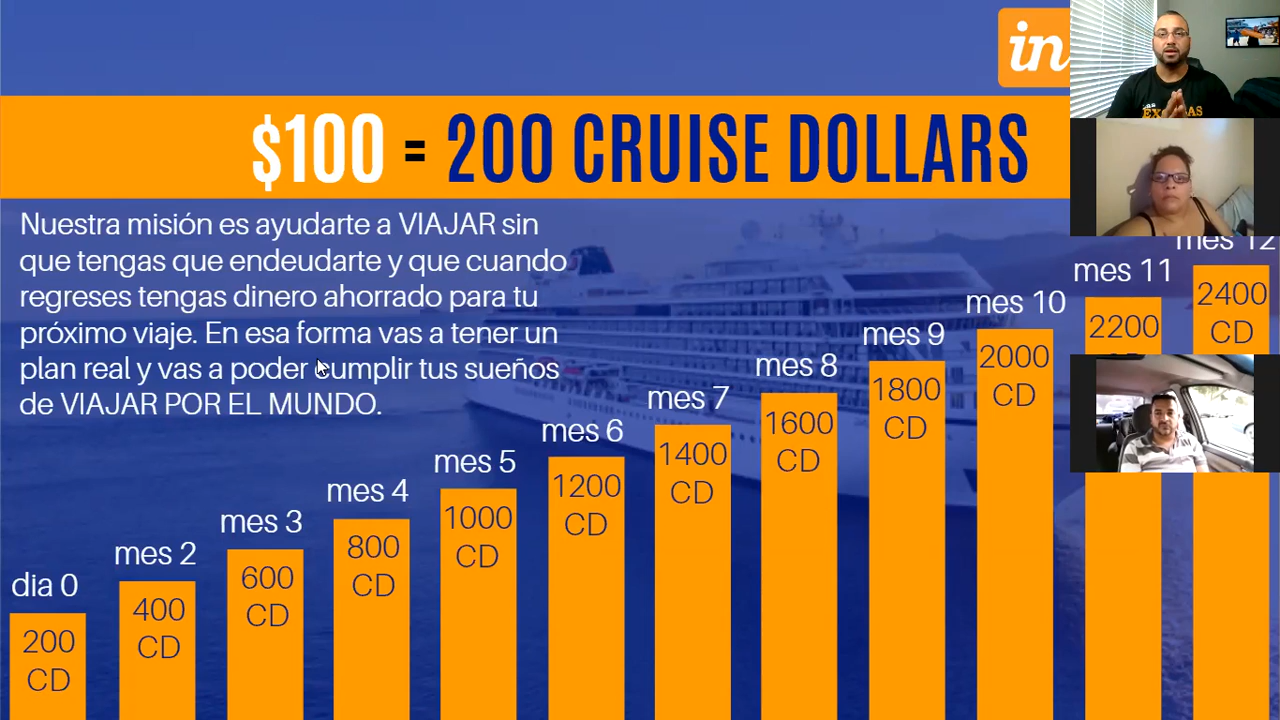 in
$100 = 200 CRUISE DOLLARS
Nuestra misión es ayudarte a VIAJAR sin
que tengas que endeudarte y que cuando
regreses tengas dinero ahorrado para tu
próximo viaje. En esa forma vas a tener un
plan real y vas a poder cumplir tus sueños
de VIAJAR POR EL MUNDO.
dia 0
200
CD
mes 2
400
CD
mes 3
600
CD
mes 4
800
CD
mes 5
1000
CD
mes 6
1200
CD
mes 7
1400
CD
mes 8
1600
CD
mes 9
1800
CD
mes 10
2000
CD
mes 11
2200
mes 12
2400
CD